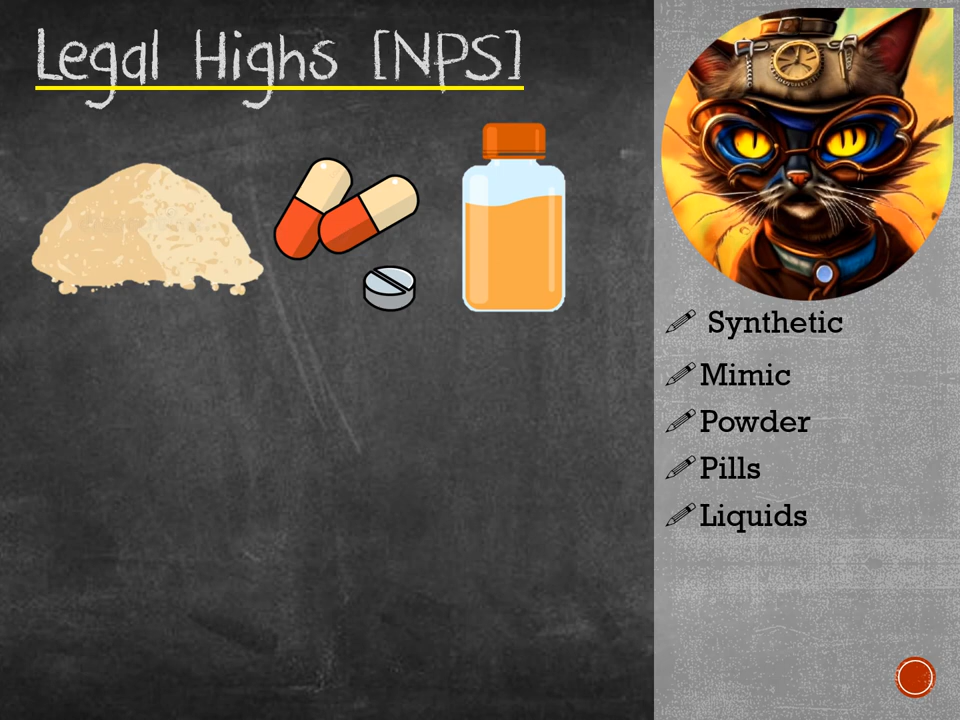 Legal Highs [NPS]
Synthetic
Mimic
Powder
Pills
Liquids